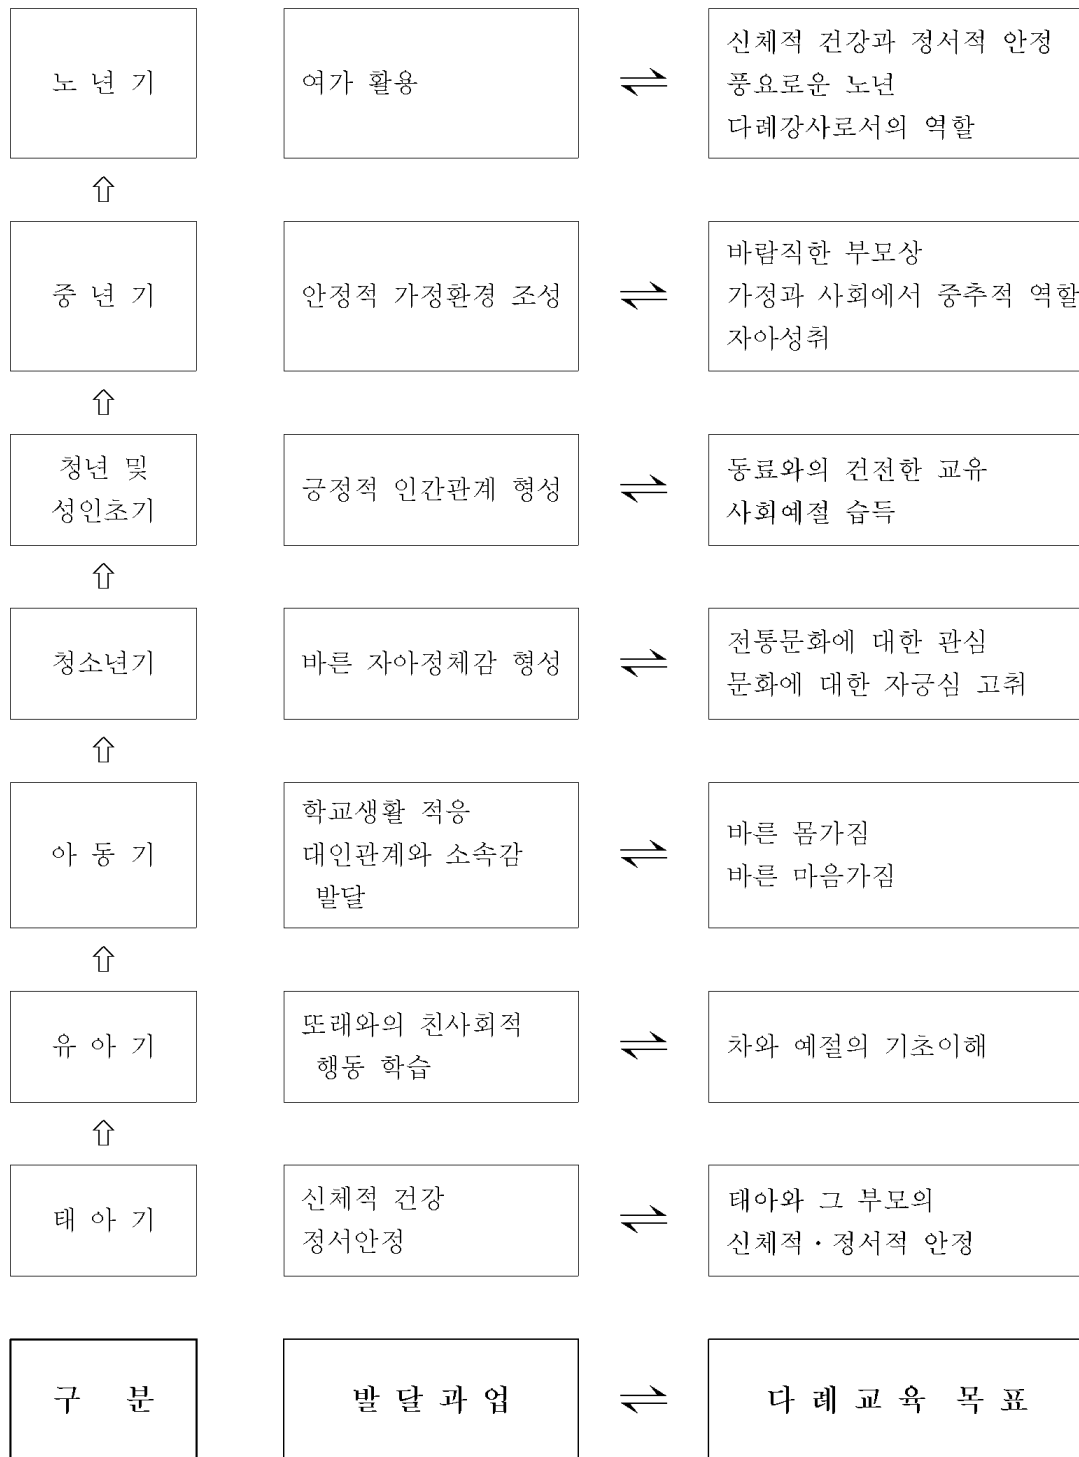 노 년 기
여가 활용
신체적 건강과 정서적 안정
풍요로운 노년
다례강사로서의 역할
중 년 기
안정적 가정환경 조성
바람직한 부모상
가정과 사회에서 중추적 역할
자아성취
청년 및
성인초기
긍정적 인간관계 형성
동료와의 건전한 교유
사회예절 습득
청소년기
바른 자아정체감 형성
전통문화에 대한 관심
문화에 대한 자긍심 고취
아 동 기
학교생활 적응
대인관계와 소속감
발달
바른 몸가짐
바른 마음가짐
유 아 기
또래와의 친사회적
행동 학습
차와 예절의 기초이해
태 아 기
신체적 건강
정서안정
태아와 그 부모의
신체적·정서적 안정
구 분
발 달 과 업
다 례 교 육 목 표